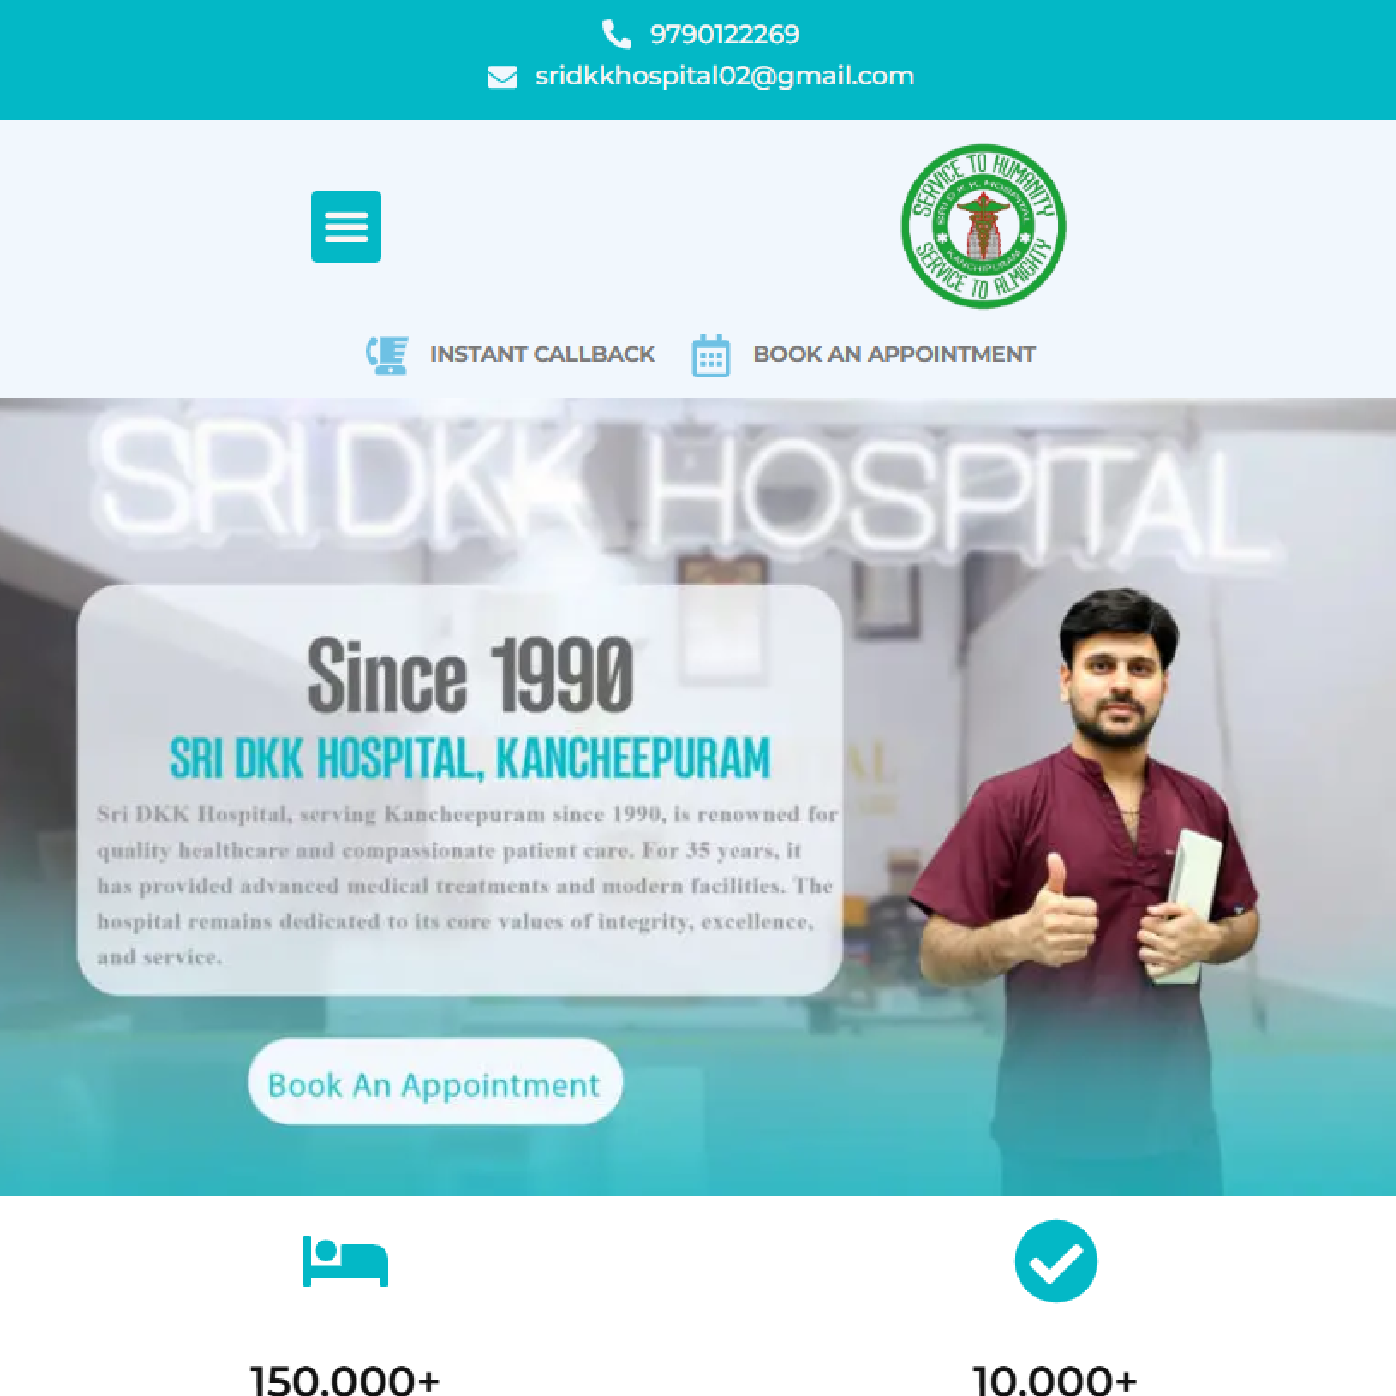 9790122269
sridkkhospital02@gmail.com
SERVICE TO HUMANITY
SRI D K K HOSPITAL
KANCHIPURAM
SERVICE TO ALMIGHTY
INSTANT CALLBACK
BOOK AN APPOINTMENT
SRI DKK HOSPITAL
Since 1990
SRI DKK HOSPITAL, KANCHEEPURAM
Sri DKK Hospital, serving Kancheepuram since 1990, is renowned for
quality healthcare and compassionate patient care. For 35 years, it
has provided advanced medical treatments and modern facilities. The
hospital remains dedicated to its core values of integrity, excellence,
and service.
Book An Appointment
150,000+
10,000+